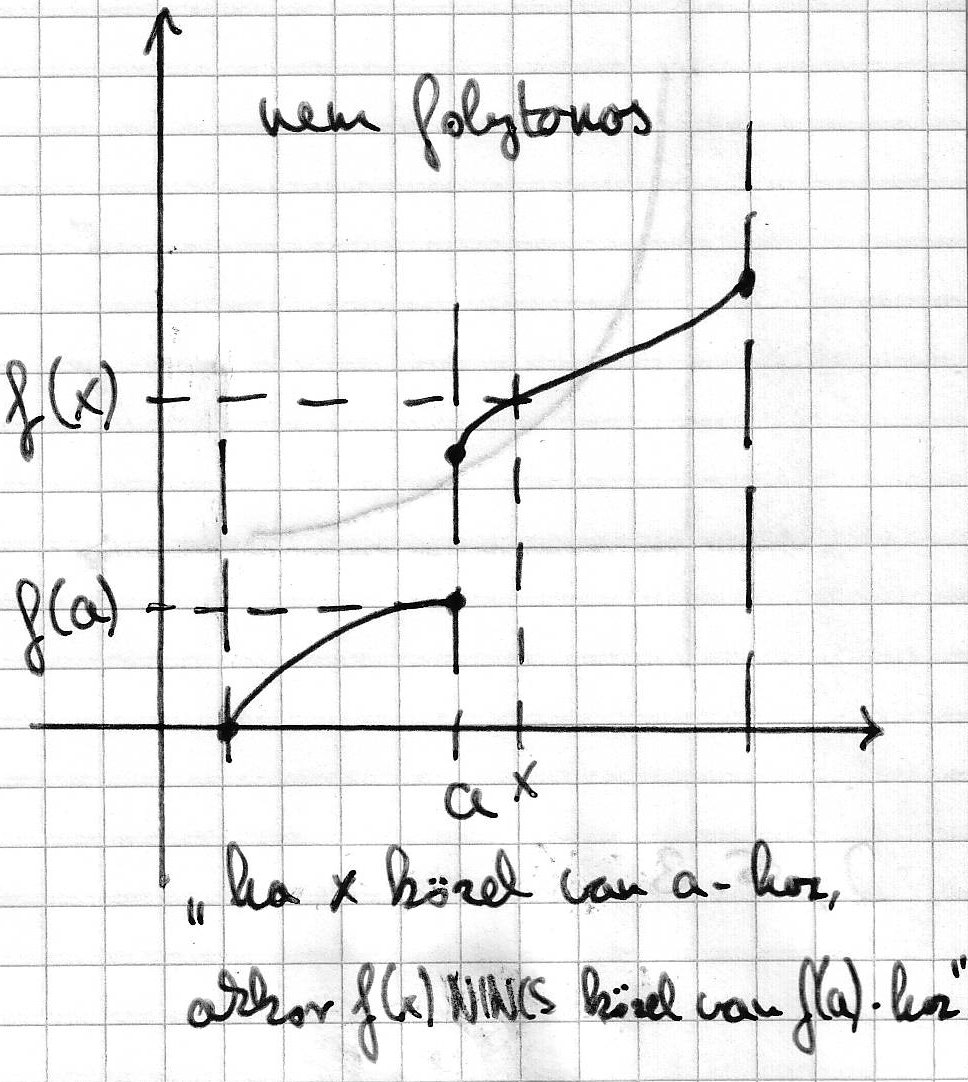 nem folytonos
f(x)
f(a)
a x
„ha x közel van a-hoz,
akkor f(x) NINCS közel van f(a)-hoz"